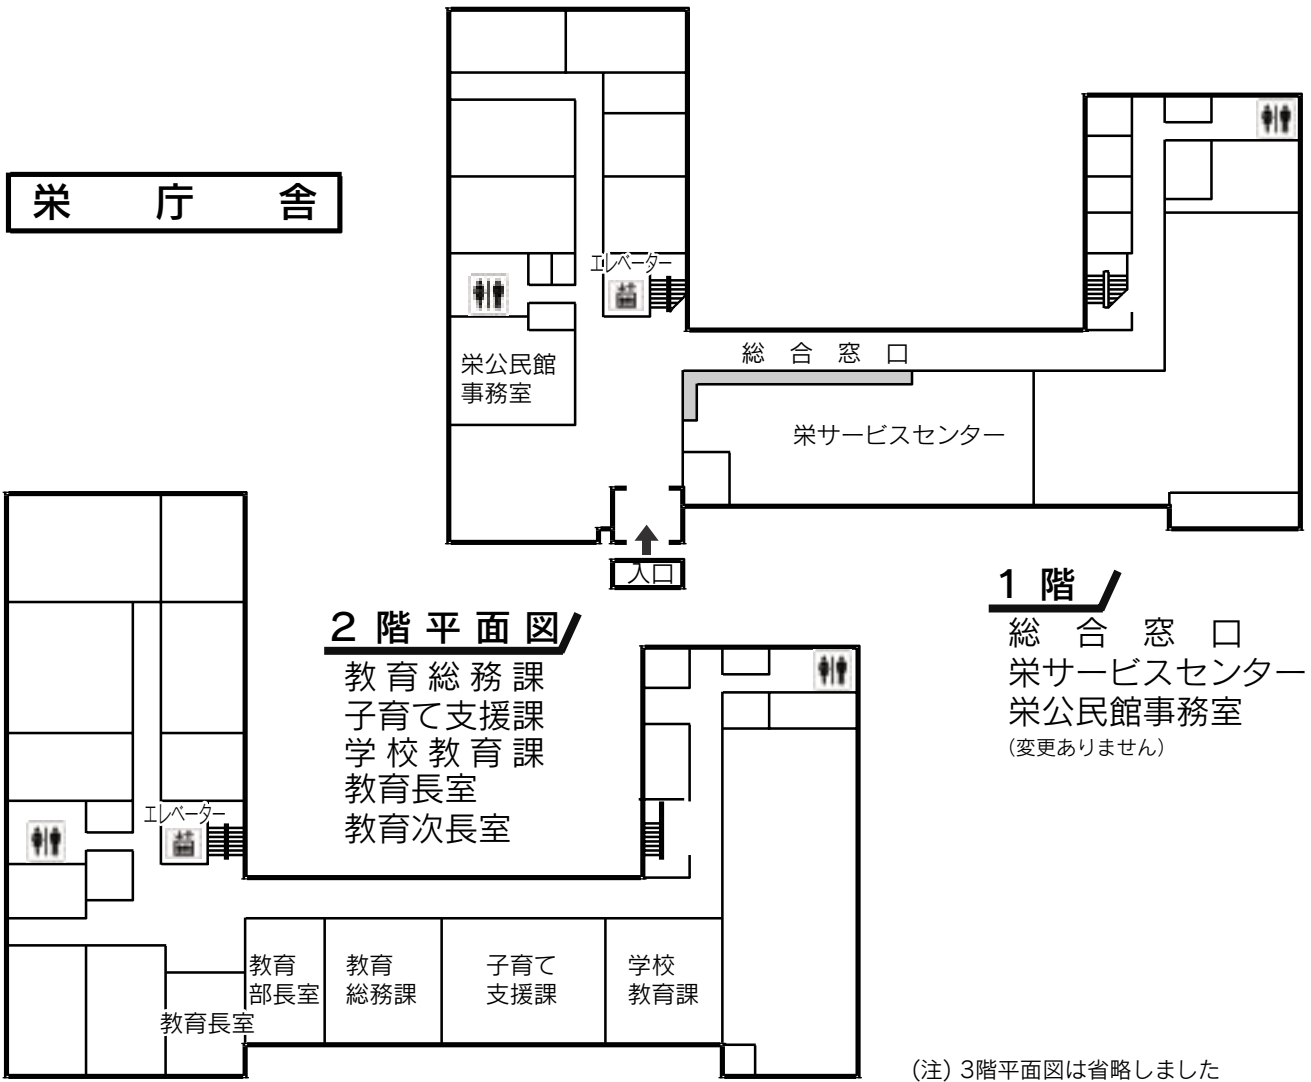 栄庁舎
エレベーター
栄公民館
事務室
総合窓口
栄サービスセンター
入口
1階
総合窓口
栄サービスセンター
栄公民館事務室
（変更ありません）
2階平面図
教育総務課
子育て支援課
学校教育課
教育長室
教育次長室
エレベーター
教育
部長室
教育
総務課
子育て
支援課
学校
教育課
教育長室
(注) 3階平面図は省略しました